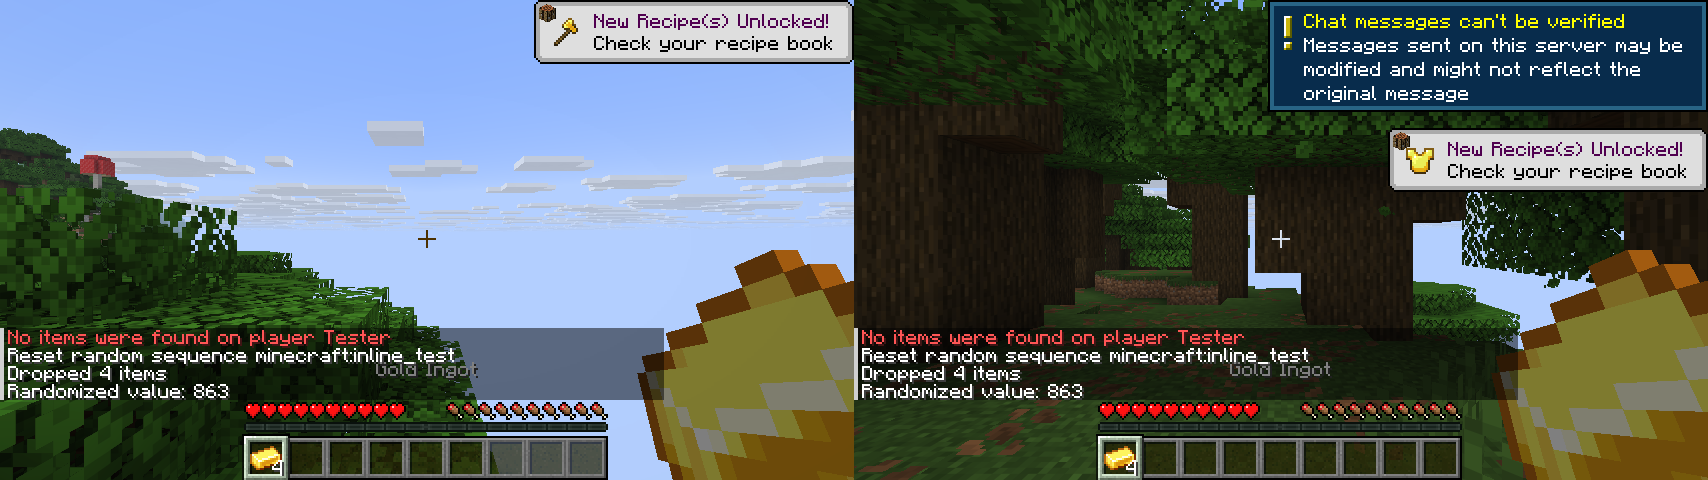 New Recipe(s) Unlocked!
Check your recipe book
No items were found on player Tester
Reset random sequence minecraft:inline_test
Gold Ingot
Dropped 4 items
Randomized value: 863
4
Chat messages can't be verified
Messages sent on this server may be
modified and might not reflect the
original message
New Recipe(s) Unlocked!
Check your recipe book
No items were found on player Tester
Reset random sequence minecraft:inline_test
Gold Ingot
Dropped 4 items
Randomized value: 863
4